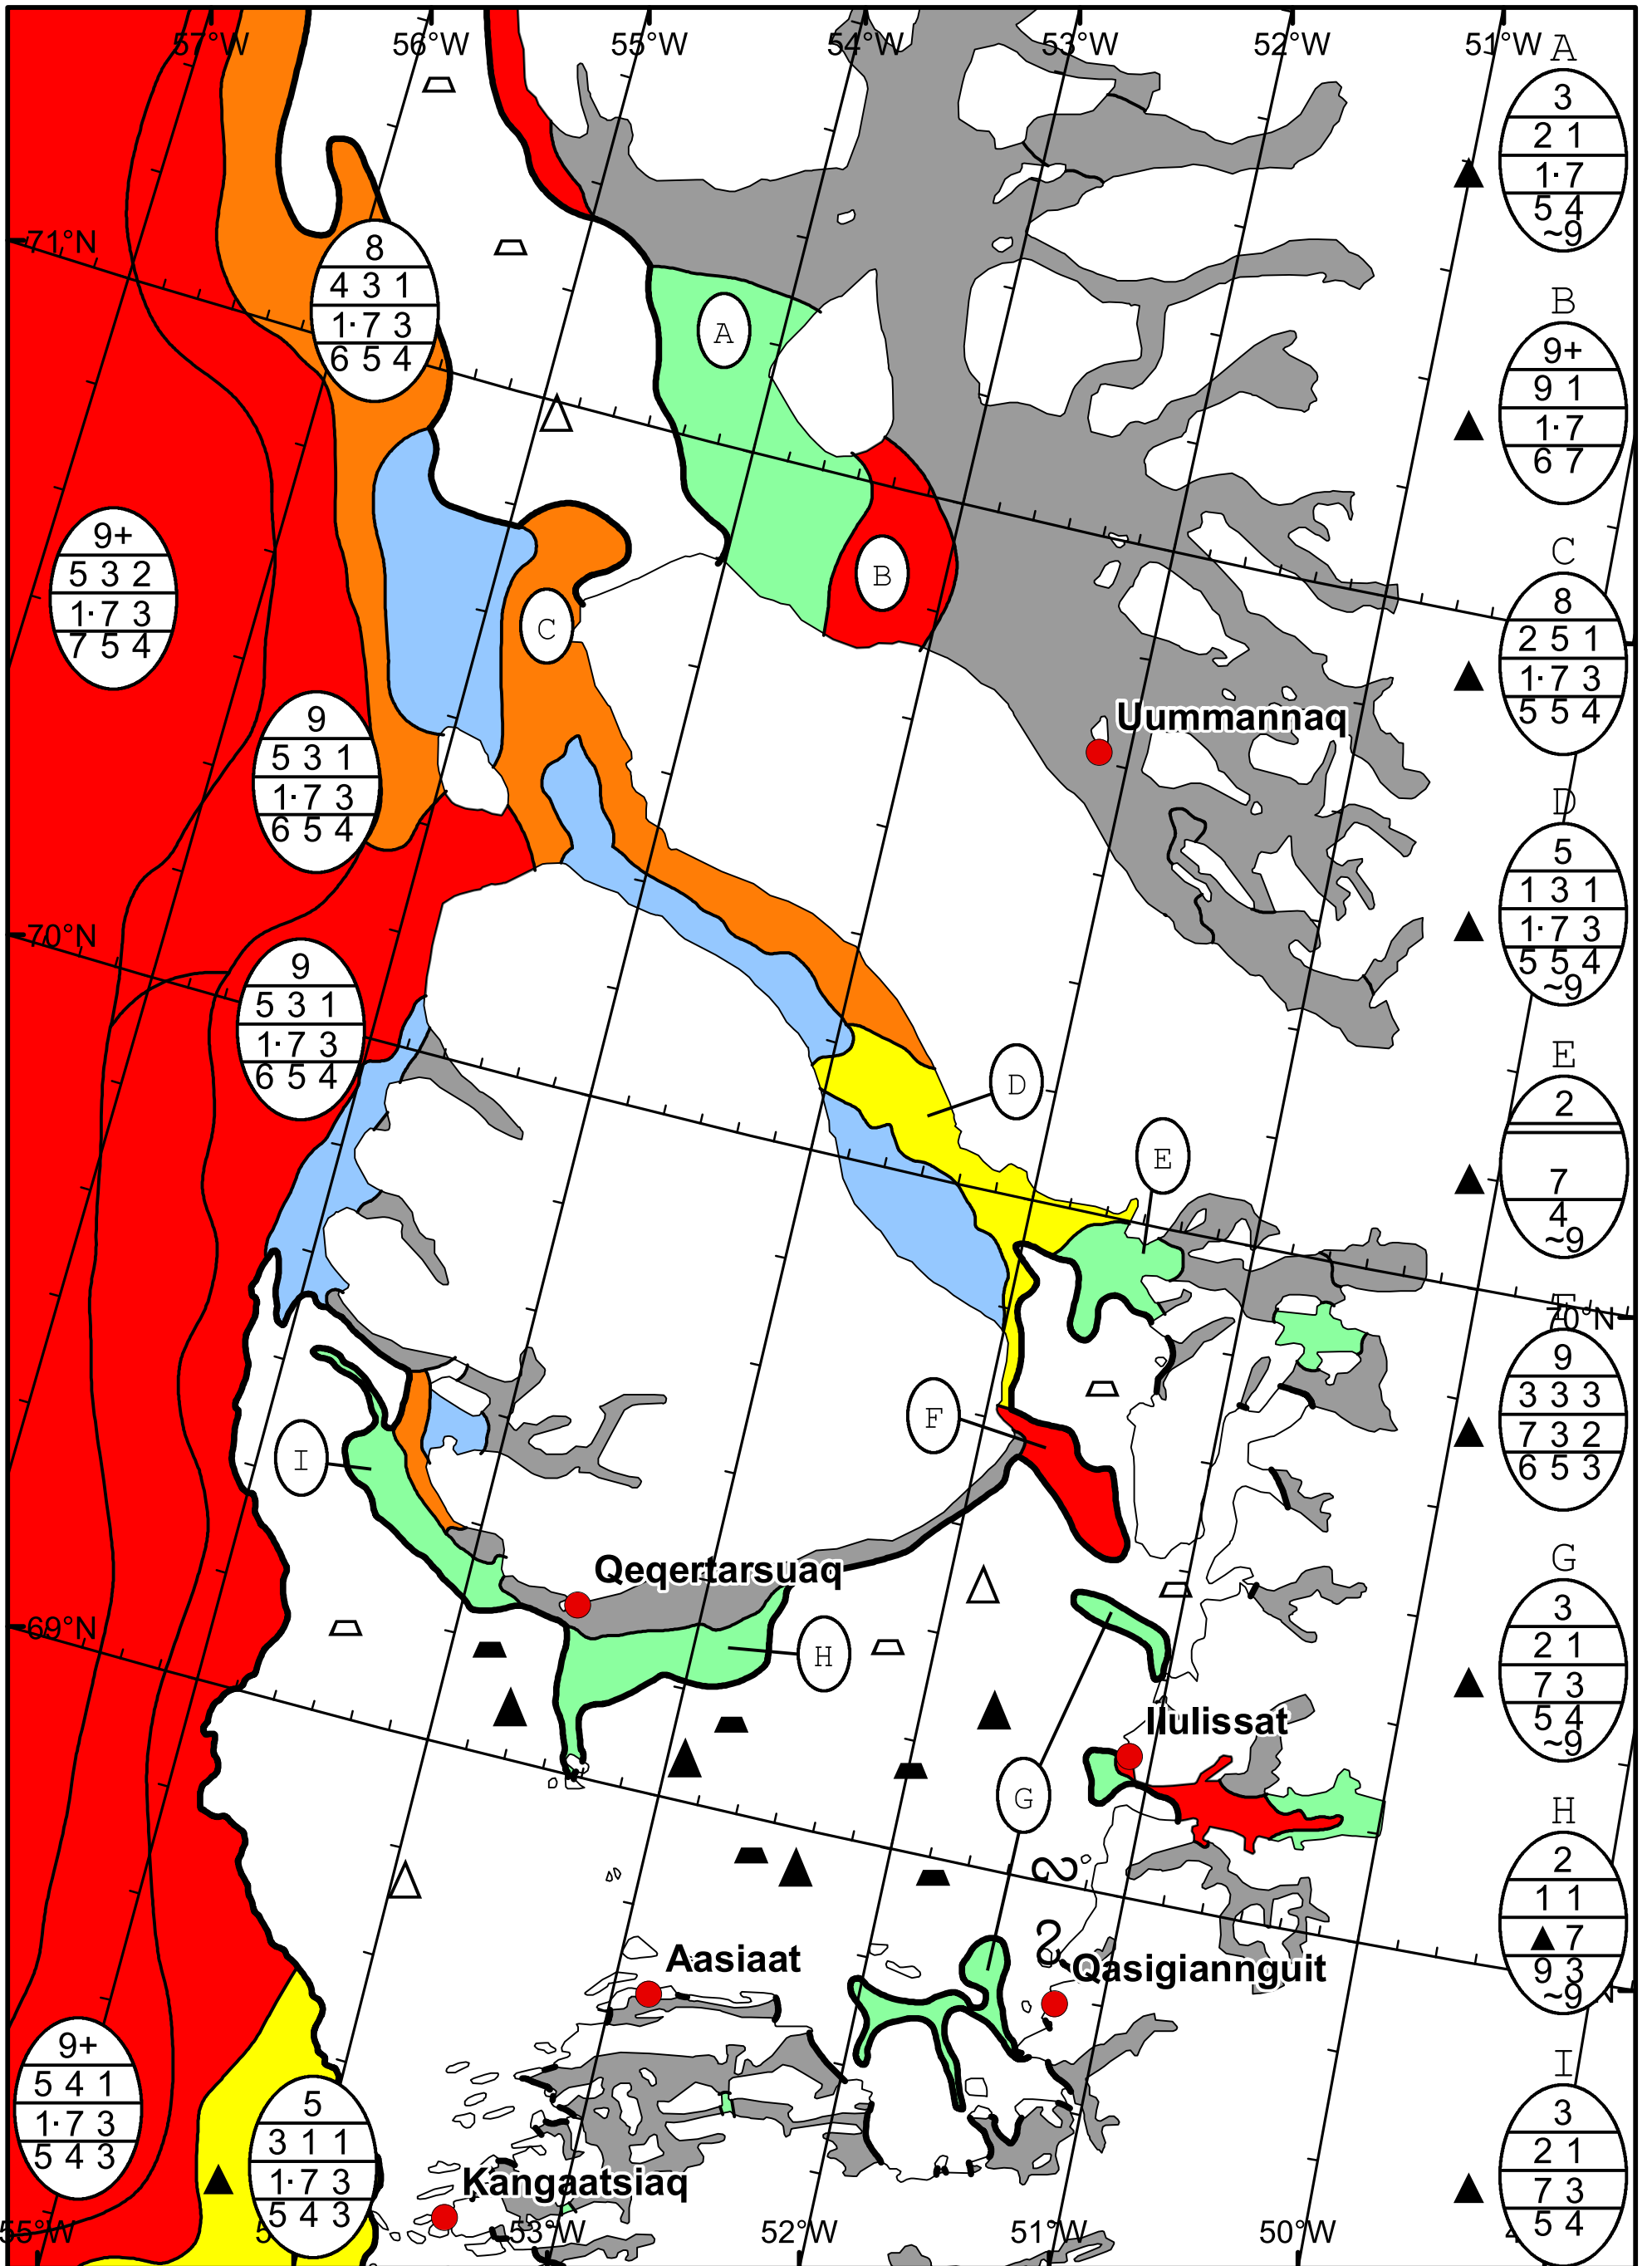 57°W 56°W 55°W 54°W 53°W 52°W 51°W
A
3
2 1
1· 7
5 4
~9
71°N
8
4 3 1
1· 7 3
6 5 4
A
B
9+
9 1
1· 7
6 7
9+
5 3 2
1· 7 3
7 5 4
B
C
C
8
2 5 1
1· 7 3
5 5 4
Uummannaq
9
5 3 1
1· 7 3
6 5 4
D
5
1 3 1
1· 7 3
5 5 4
~9
70°N
9
5 3 1
1· 7 3
6 5 4
D
E
E
2
7
4
~9
F
70°N
9
3 3 3
7 3 2
6 5 3
F
I
Qeqertarsuaq
G
3
2 1
7 3
5 4
~9
69°N
H
Ilulissat
G
H
2
1 1
▲ 7
9 3
~9
N
Aasiaat
Qasigiannguit
9+
5 4 1
1· 7 3
5 4 3
5
3 1 1
1· 7 3
5 4 3
I
3
2 1
7 3
5 4
Kangaatsiaq
55°W 53°W 52°W 51°W 50°W